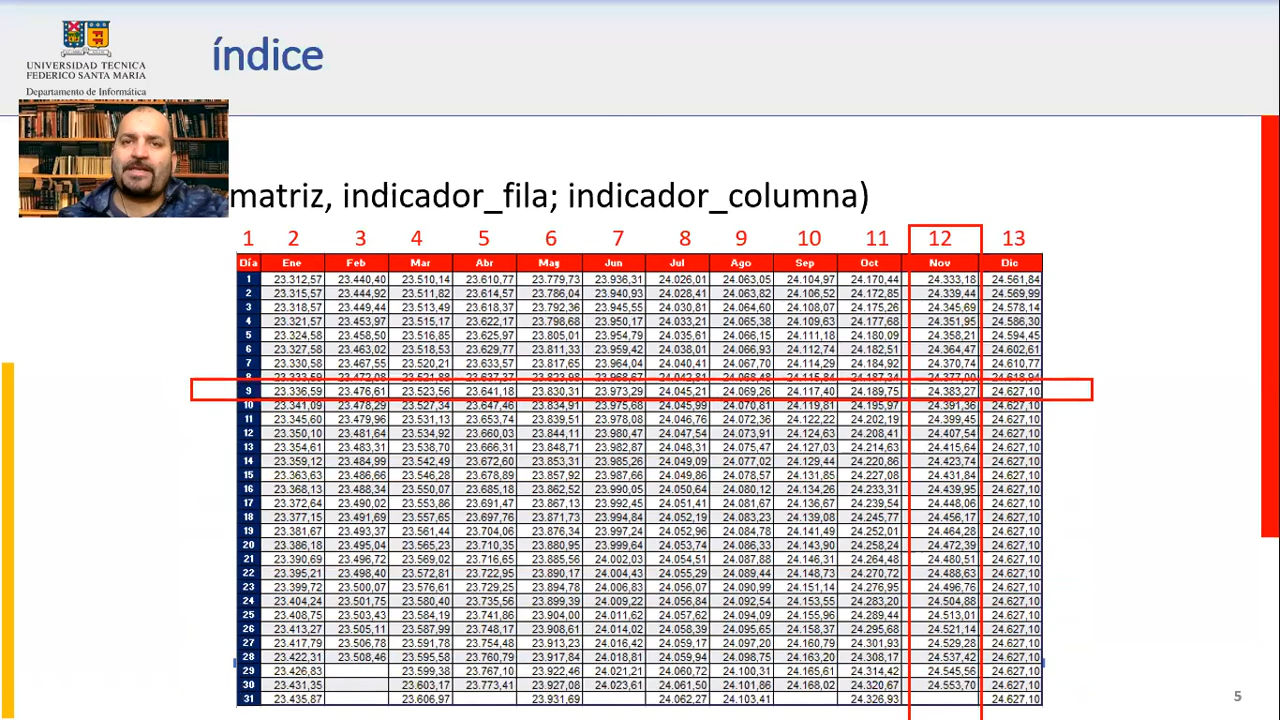 UNIVERSIDAD TECNICA
FEDERICO SANTA MARIA
Departamento de Informática
índice
matriz, indicador_fila; indicador_columna)
1 2 3 4 5 6 7 8 9 10 11 12 13
Día Ene Feb Mar Abr May Jun Jul Ago Sep Oct Nov Dic
1 23.312,57 23.440,40 23.510,14 23.610,77 23.779,73 23.936,31 24.026,01 24.063,05 24.104,97 24.170,44 24.333,18 24.561,84
2 23.315,57 23.444,92 23.511,82 23.614,57 23.786,04 23.940,93 24.028,41 24.063,82 24.106,52 24.172,85 24.339,44 24.569,99
3 23.318,57 23.449,44 23.513,49 23.618,37 23.792,36 23.945,55 24.030,81 24.064,60 24.108,07 24.175,26 24.345,69 24.578,14
4 23.321,57 23.453,97 23.515,17 23.622,17 23.798,68 23.950,17 24.033,21 24.065,38 24.109,63 24.177,68 24.351,95 24.586,30
5 23.324,58 23.458,50 23.516,85 23.625,97 23.805,01 23.954,79 24.035,61 24.066,15 24.111,18 24.180,09 24.358,21 24.594,45
6 23.327,58 23.463,02 23.518,53 23.629,77 23.811,33 23.959,42 24.038,01 24.066,93 24.112,74 24.182,51 24.364,47 24.602,61
7 23.330,58 23.467,55 23.520,21 23.633,57 23.817,65 23.964,04 24.040,41 24.067,70 24.114,29 24.184,92 24.370,74 24.610,77
8 23.333,59 23.472,08 23.521,88 23.637,37 23.823,98 23.968,67 24.042,81 24.068,48 24.115,84 24.187,34 24.377,00 24.618,94
9 23.336,59 23.476,61 23.523,56 23.641,18 23.830,31 23.973,29 24.045,21 24.069,26 24.117,40 24.189,75 24.383,27 24.627,10
10 23.341,09 23.478,29 23.527,34 23.647,46 23.834,91 23.975,68 24.045,99 24.070,81 24.119,81 24.195,97 24.391,36 24.627,10
11 23.345,60 23.479,96 23.531,13 23.653,74 23.839,51 23.978,08 24.046,76 24.072,36 24.122,22 24.202,19 24.399,45 24.627,10
12 23.350,10 23.481,64 23.534,92 23.660,03 23.844,11 23.980,47 24.047,54 24.073,91 24.124,63 24.208,41 24.407,54 24.627,10
13 23.354,61 23.483,31 23.538,70 23.666,31 23.848,71 23.982,87 24.048,31 24.075,47 24.127,03 24.214,63 24.415,64 24.627,10
14 23.359,12 23.484,99 23.542,49 23.672,60 23.853,31 23.985,26 24.049,09 24.077,02 24.129,44 24.220,86 24.423,74 24.627,10
15 23.363,63 23.486,66 23.546,28 23.678,89 23.857,92 23.987,66 24.049,86 24.078,57 24.131,85 24.227,08 24.431,84 24.627,10
16 23.368,13 23.488,34 23.550,07 23.685,18 23.862,52 23.990,05 24.050,64 24.080,12 24.134,26 24.233,31 24.439,95 24.627,10
17 23.372,64 23.490,02 23.553,86 23.691,47 23.867,13 23.992,45 24.051,41 24.081,67 24.136,67 24.239,54 24.448,06 24.627,10
18 23.377,15 23.491,69 23.557,65 23.697,76 23.871,73 23.994,84 24.052,19 24.083,23 24.139,08 24.245,77 24.456,17 24.627,10
19 23.381,67 23.493,37 23.561,44 23.704,06 23.876,34 23.997,24 24.052,96 24.084,78 24.141,49 24.252,01 24.464,28 24.627,10
20 23.386,18 23.495,04 23.565,23 23.710,35 23.880,95 23.999,64 24.053,74 24.086,33 24.143,90 24.258,24 24.472,39 24.627,10
21 23.390,69 23.496,72 23.569,02 23.716,65 23.885,56 24.002,03 24.054,51 24.087,88 24.146,31 24.264,48 24.480,51 24.627,10
22 23.395,21 23.498,40 23.572,81 23.722,95 23.890,17 24.004,43 24.055,29 24.089,44 24.148,73 24.270,72 24.488,63 24.627,10
23 23.399,72 23.500,07 23.576,61 23.729,25 23.894,78 24.006,83 24.056,07 24.090,99 24.151,14 24.276,95 24.496,76 24.627,10
24 23.404,24 23.501,75 23.580,40 23.735,56 23.899,39 24.009,22 24.056,84 24.092,54 24.153,55 24.283,20 24.504,88 24.627,10
25 23.408,75 23.503,43 23.584,19 23.741,86 23.904,00 24.011,62 24.057,62 24.094,09 24.155,96 24.289,44 24.513,01 24.627,10
26 23.413,27 23.505,11 23.587,99 23.748,17 23.908,61 24.014,02 24.058,39 24.095,65 24.158,37 24.295,68 24.521,14 24.627,10
27 23.417,79 23.506,78 23.591,78 23.754,48 23.913,23 24.016,42 24.059,17 24.097,20 24.160,79 24.301,93 24.529,28 24.627,10
28 23.422,31 23.508,46 23.595,58 23.760,79 23.917,84 24.018,81 24.059,94 24.098,75 24.163,20 24.308,17 24.537,42 24.627,10
29 23.426,83 23.599,38 23.767,10 23.922,46 24.021,21 24.060,72 24.100,31 24.165,61 24.314,42 24.545,56 24.627,10
30 23.431,35 23.603,17 23.773,41 23.927,08 24.023,61 24.061,50 24.101,86 24.168,02 24.320,67 24.553,70 24.627,10
31 23.435,87 23.606,97 23.931,69 24.062,27 24.103,41 24.326,93 24.627,10
5